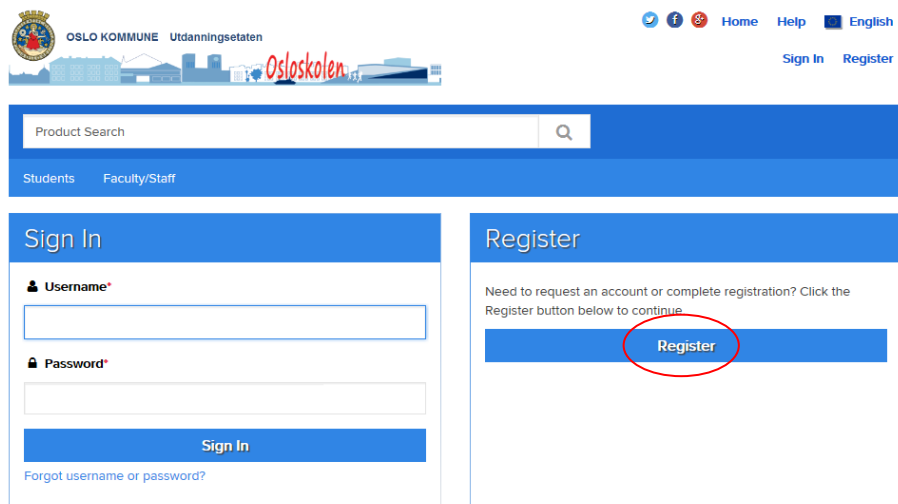 OSLO KOMMUNE Utdanningsetaten
Osloskolen
Home Help English
Sign In Register
Product Search
Students Faculty/Staff
Sign In
Username*
Password*
Sign In
Forgot username or password?
Register
Need to request an account or complete registration? Click the
Register button below to continue.
Register